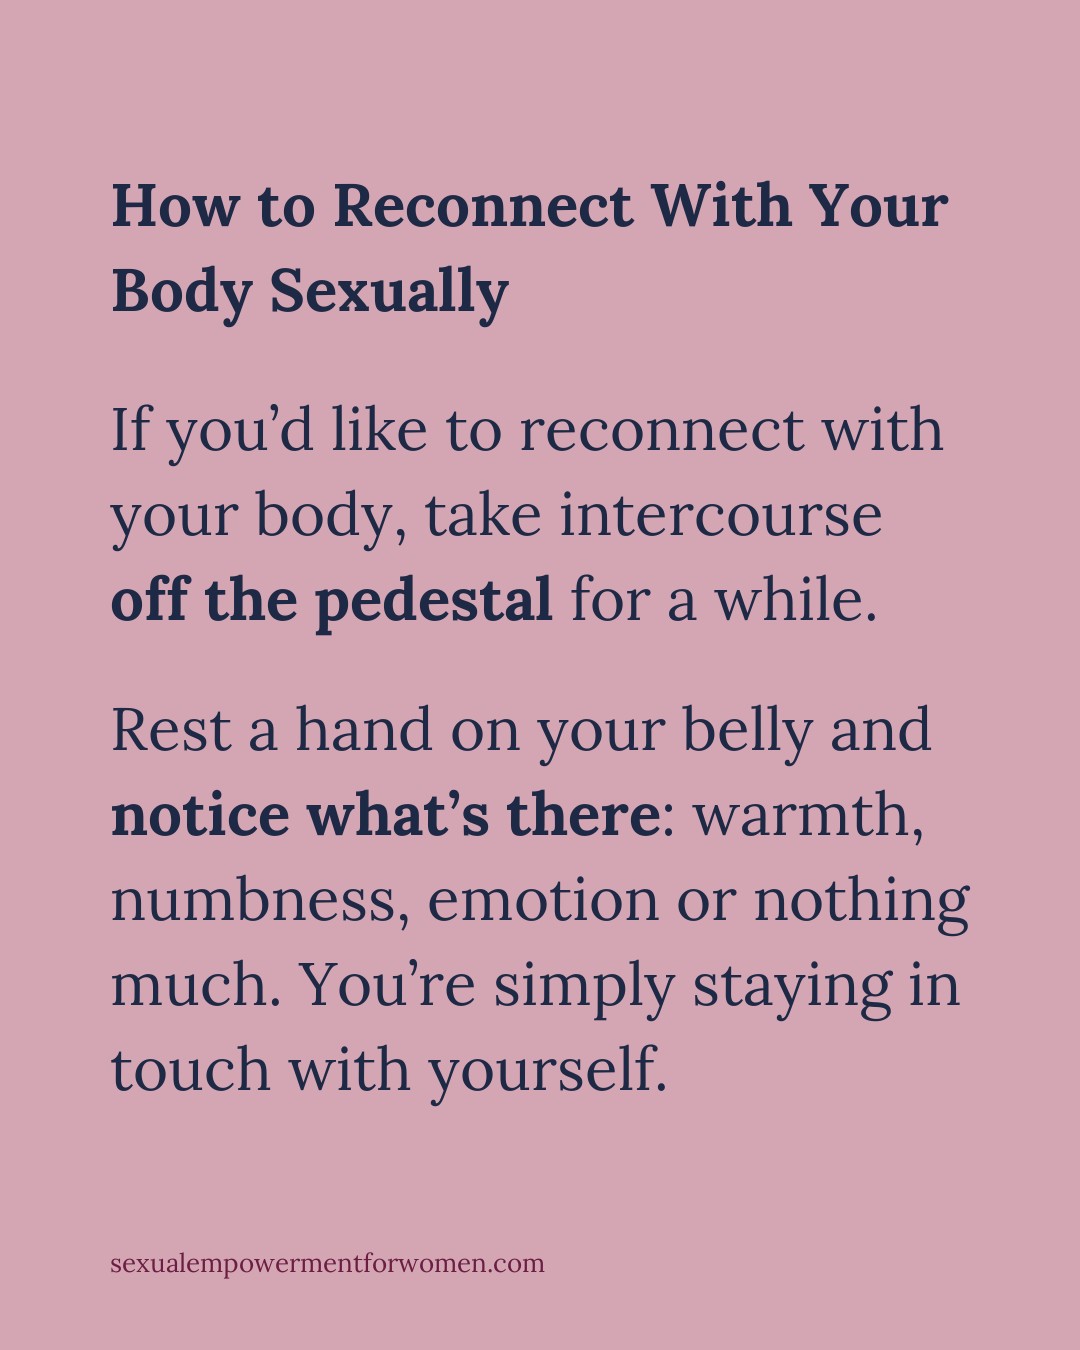 How to Reconnect With Your
Body Sexually
If you’d like to reconnect with
your body, take intercourse
off the pedestal for a while.
Rest a hand on your belly and
notice what’s there: warmth,
numbness, emotion or nothing
much. You’re simply staying in
touch with yourself.
sexualempowermentforwomen.com